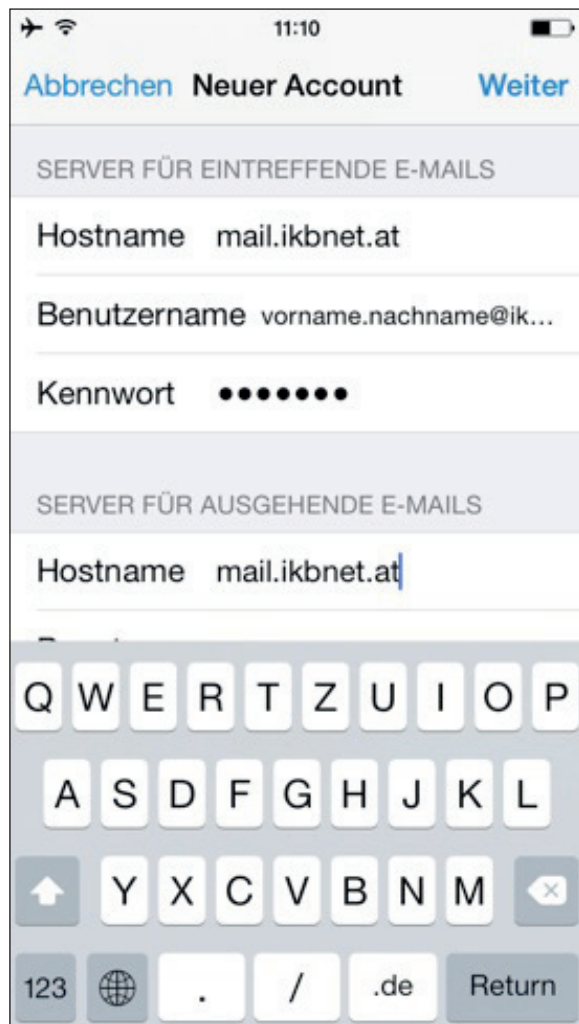 11:10
Abbrechen Neuer Account Weiter
SERVER FÜR EINTREFFENDE E-MAILS
Hostname mail.ikbnet.at
Benutzername vorname.nachname@ik...
Kennwort •••••••
SERVER FÜR AUSGEHENDE E-MAILS
Hostname mail.ikbnet.at
Q W E R T Z U I O P
A S D F G H J K L
Y X C V B N M
123 . / .de Return